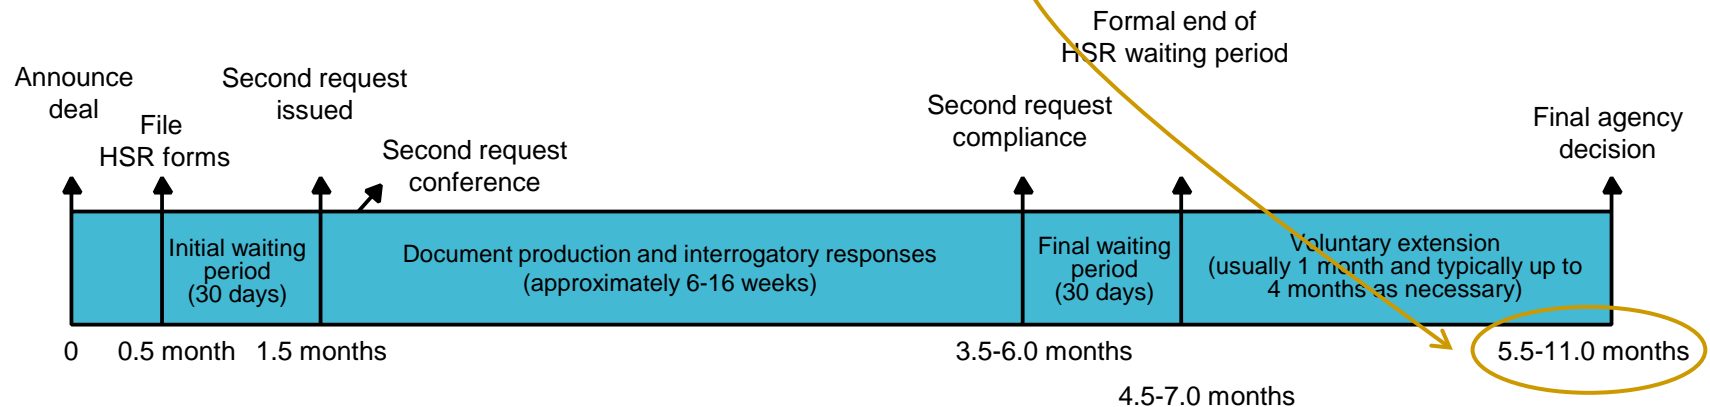 Formal end of
HSR waiting period
Announce
deal
Second request
issued
File
HSR forms
Second request
conference
Second request
compliance
Final agency
decision
Initial waiting
period
(30 days)
Document production and interrogatory responses
(approximately 6-16 weeks)
Final waiting
period
(30 days)
Voluntary extension
(usually 1 month and typically up to
4 months as necessary)
0
0.5 month
1.5 months
3.5-6.0 months
5.5-11.0 months
4.5-7.0 months